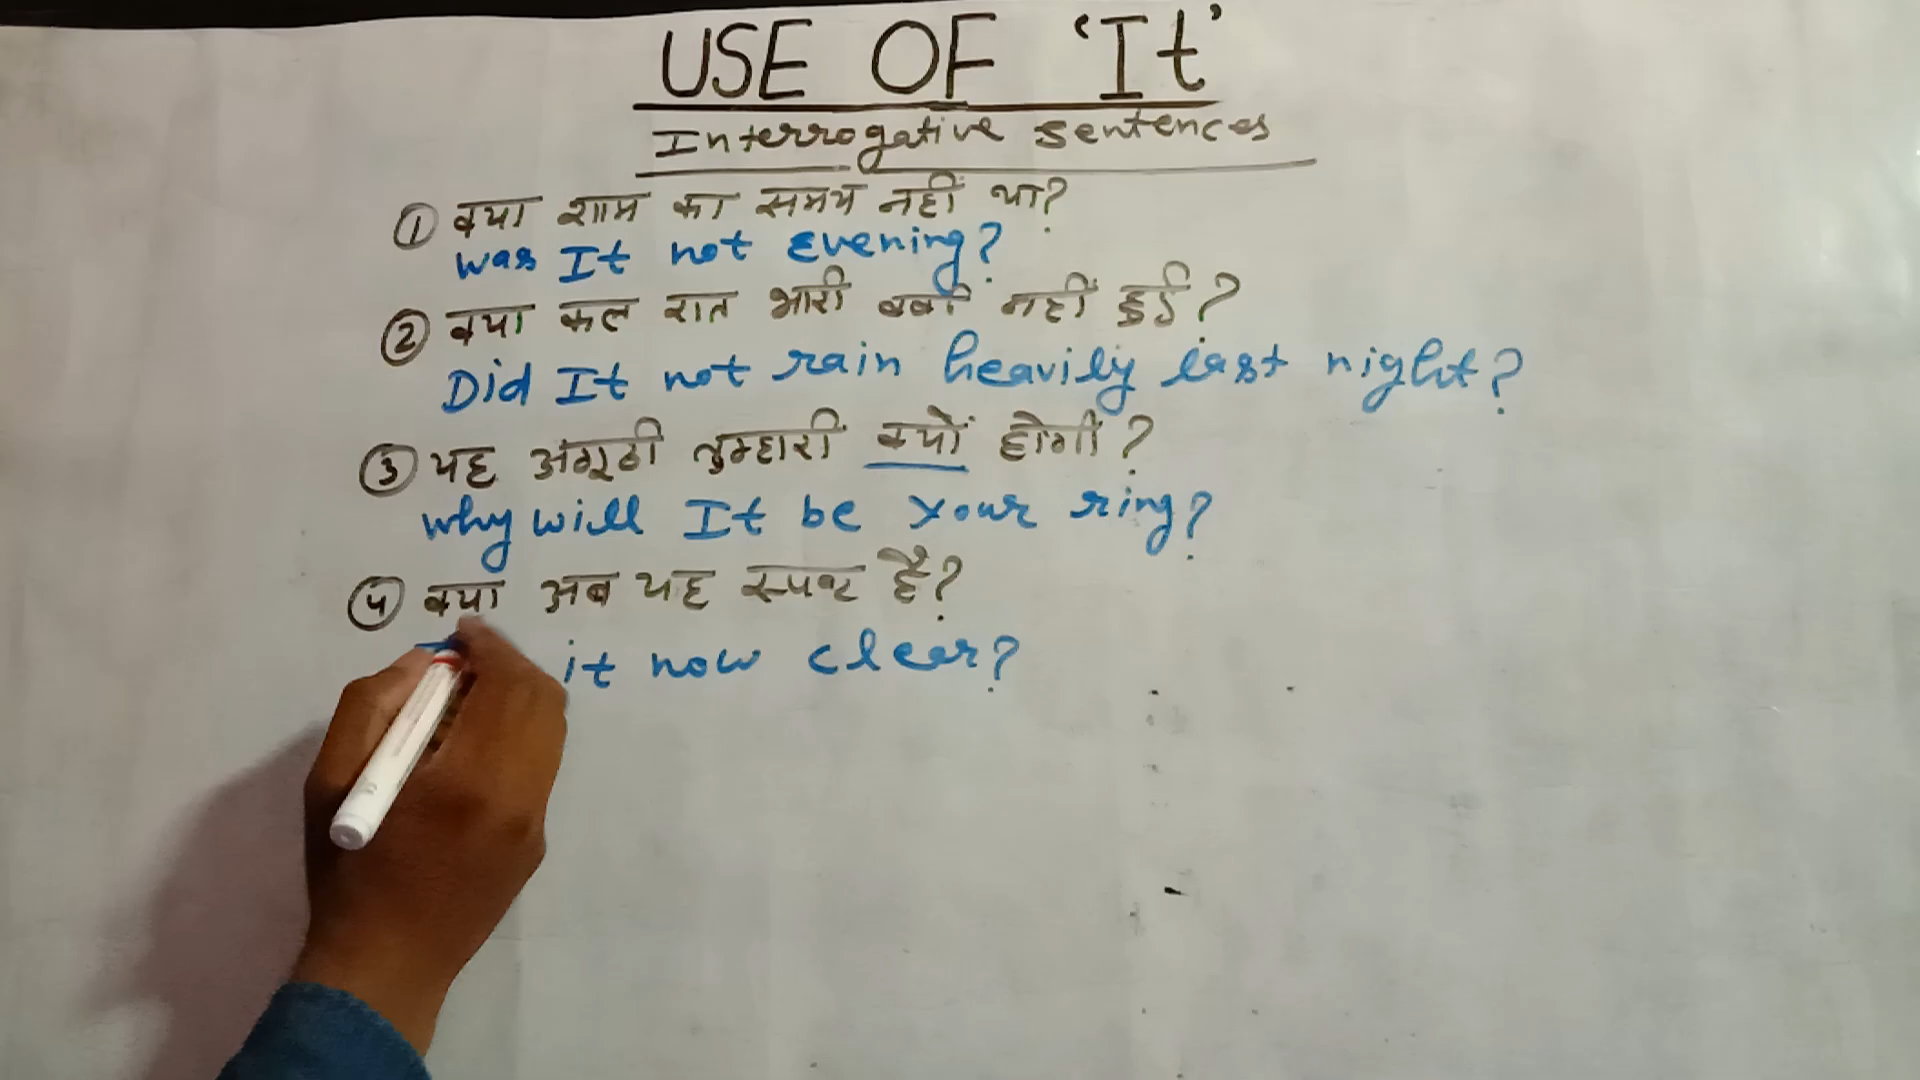 USE OF 'It'
Interrogative sentences
① क्या शाम का समय नहीं था?
was It not Evening?
② क्या कल रात भारी वर्षा नहीं हुई?
Did It not rain heavily last night?
③ यह अंगूठी तुम्हारी क्यों होगी?
why will It be your ring?
④ क्या अब यह स्पष्ट है?
it now clear?